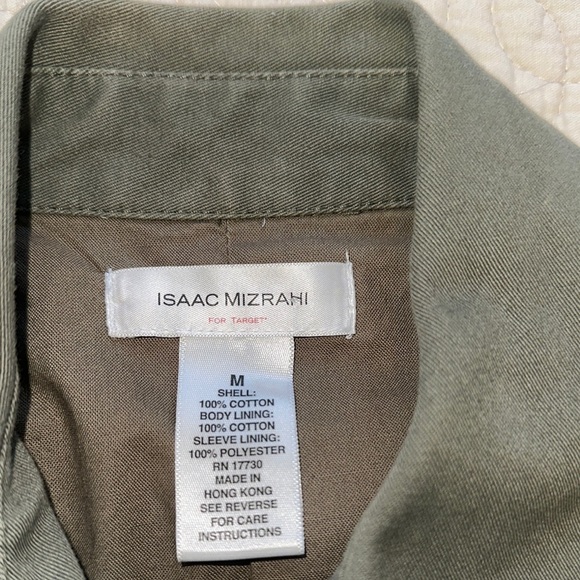 ISAAC MIZRAHI
FOR TARGET
M
SHELL:
100% COTTON
BODY LINING:
100% COTTON
SLEEVE LINING:
100% POLYESTER
RN 17730
MADE IN
HONG KONG
SEE REVERSE
FOR CARE
INSTRUCTIONS